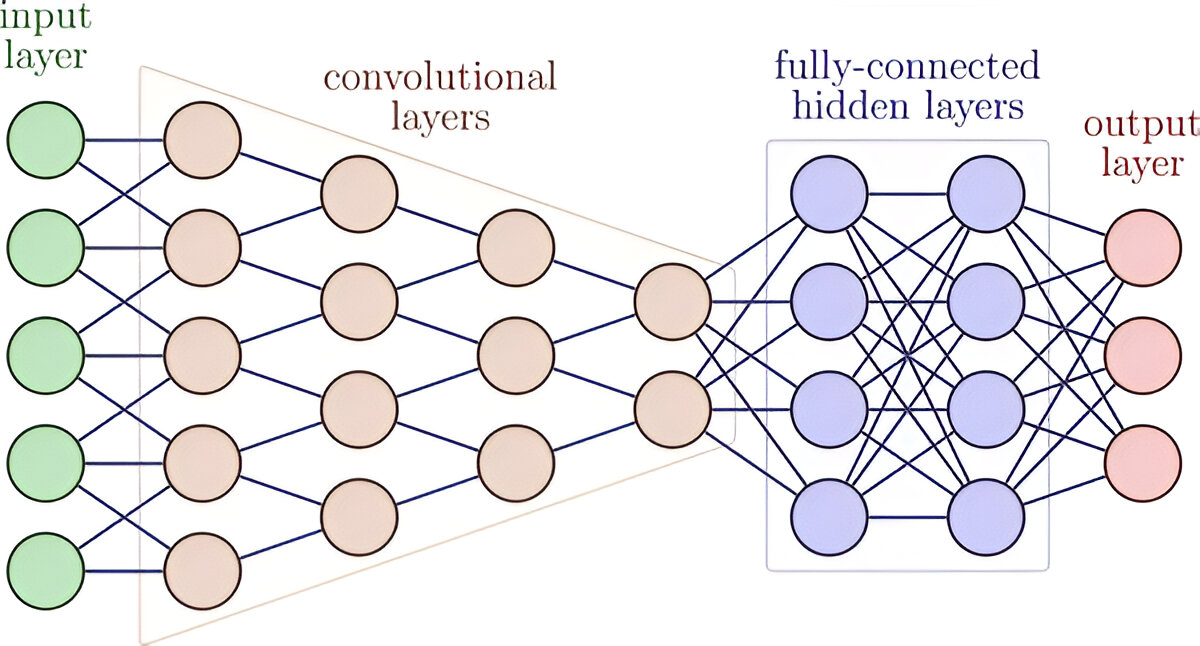 input
layer
convolutional
layers
fully-connected
hidden layers
output
layer